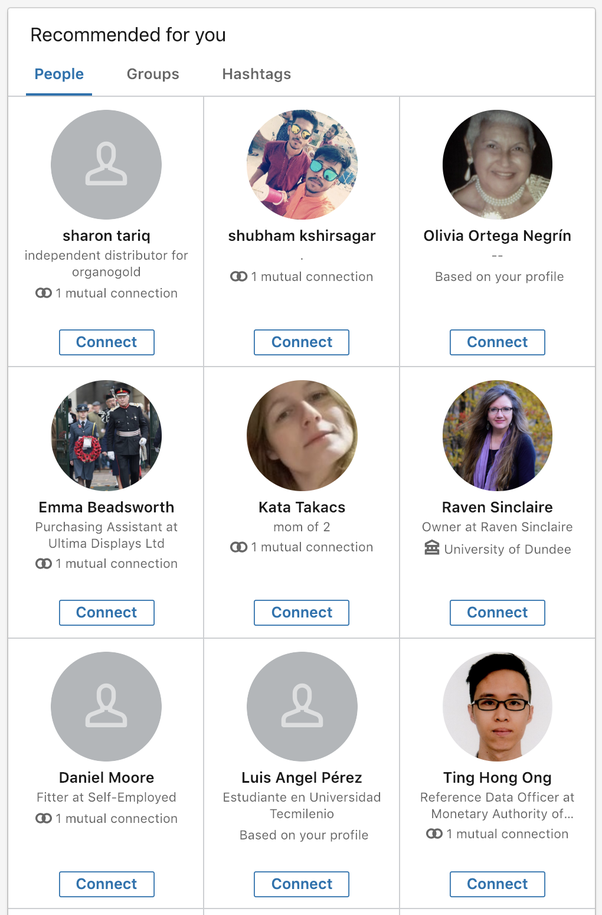 Recommended for you
People Groups Hashtags
sharon tariq
independent distributor for
organogold
1 mutual connection
Connect
shubham kshirsagar
.
1 mutual connection
Connect
Olivia Ortega Negrín
--
Based on your profile
Connect
Emma Beadsworth
Purchasing Assistant at
Ultima Displays Ltd
1 mutual connection
Connect
Kata Takacs
mom of 2
1 mutual connection
Connect
Raven Sinclaire
Owner at Raven Sinclaire
University of Dundee
Connect
Daniel Moore
Fitter at Self-Employed
1 mutual connection
Connect
Luis Angel Pérez
Estudiante en Universidad
Tecmilenio
Based on your profile
Connect
Ting Hong Ong
Reference Data Officer at
Monetary Authority of...
1 mutual connection
Connect